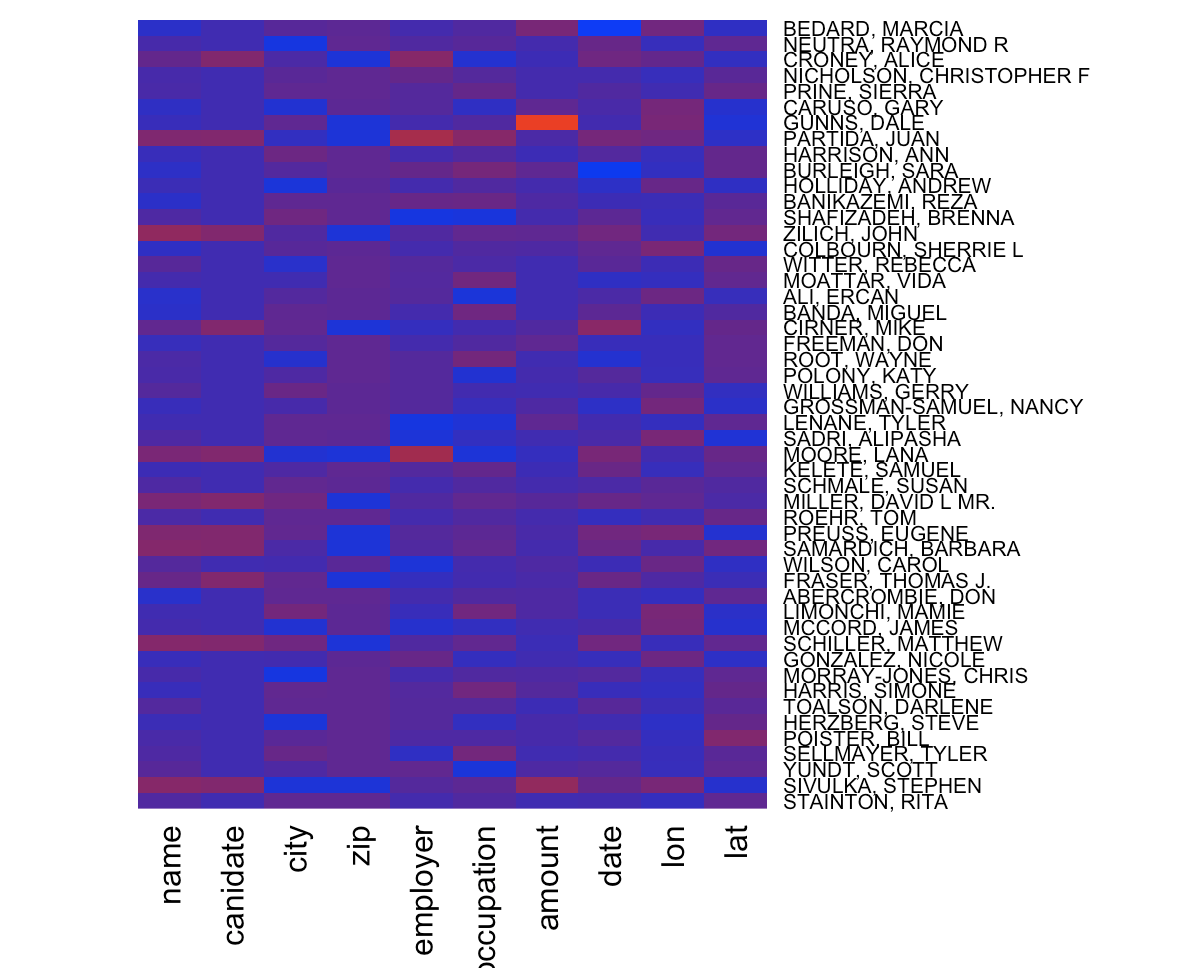 BEDARD, MARCIA
NEUTRA, RAYMOND R
CRONEY, ALICE
NICHOLSON, CHRISTOPHER F
PRINE, SIERRA
CARUSO, GARY
GUNNS, DALE
PARTIDA, JUAN
HARRISON, ANN
BURLEIGH, SARA
HOLLIDAY, ANDREW
BANIKAZEMI, REZA
SHAFIZADEH, BRENNA
ZILICH, JOHN
COLBOURN, SHERRIE L
WITTER, REBECCA
MOATTAR, VIDA
ALI, ERCAN
BANDA, MIGUEL
CIRNER, MIKE
FREEMAN, DON
ROOT, WAYNE
POLONY, KATY
WILLIAMS, GERRY
GROSSMAN-SAMUEL, NANCY
LENANE, TYLER
SADRI, ALIPASHA
MOORE, LANA
KELETE, SAMUEL
SCHMALE, SUSAN
MILLER, DAVID L MR.
ROEHR, TOM
PREUSS, EUGENE
SAMARDICH, BARBARA
WILSON, CAROL
FRASER, THOMAS J.
ABERCROMBIE, DON
LIMONCHI, MAMIE
MCCORD, JAMES
SCHILLER, MATTHEW
GONZALEZ, NICOLE
MORRAY-JONES, CHRIS
HARRIS, SIMONE
TOALSON, DARLENE
HERZBERG, STEVE
POISTER, BILL
SELLMAYER, TYLER
YUNDT, SCOTT
SIVULKA, STEPHEN
STAINTON, RITA
name
canidate
city
zip
employer
occupation
amount
date
lon
lat